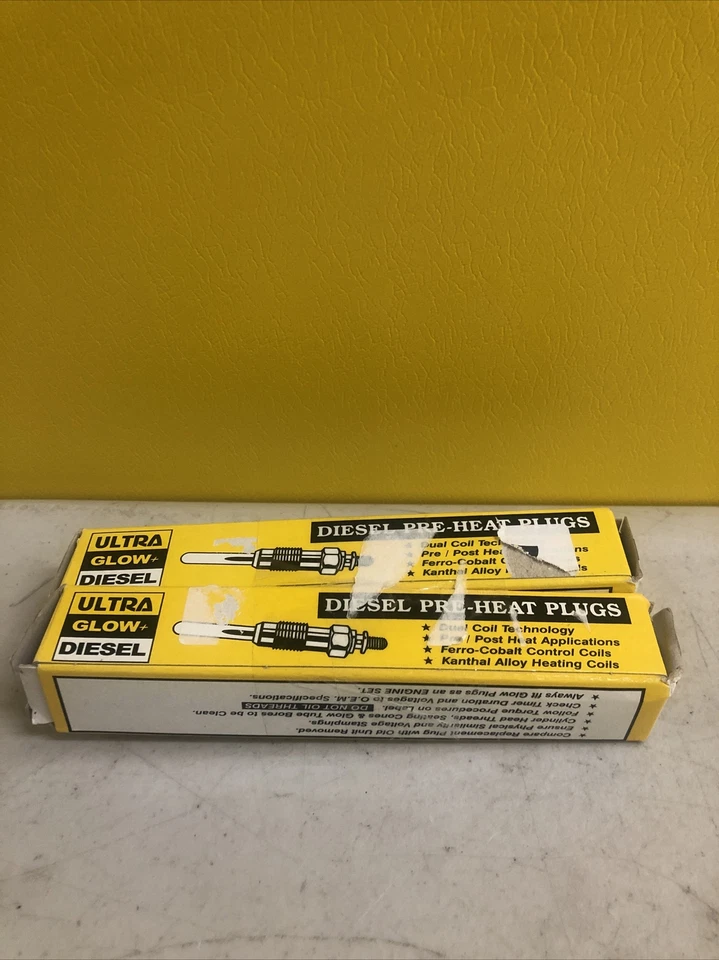 ULTRA
GLOW+
DIESEL
DIESEL PRE-HEAT PLUGS
Dual Coil
Pre / Post
Ferro-Cobalt
Kanthal Alloy
ULTRA
GLOW+
DIESEL
DIESEL PRE-HEAT PLUGS
★ Dual Coil Technology
★ Pre / Post Heat Applications
★ Ferro-Cobalt Control Coils
★ Kanthal Alloy Heating Coils
Compare Replacement Plug with Old Unit Removed.
★ Ensure Physical Similarity and Voltage Stampings.
★ Cylinder Head Threads, Seating Cones & Glow Tube Bores to be Clean.
★ Follow Torque Procedures on Label. DO NOT OIL THREADS
★ Check Timer Duration and Voltages to O.E.M. Specifications.
★ Always fit Glow Plugs as an ENGINE SET.